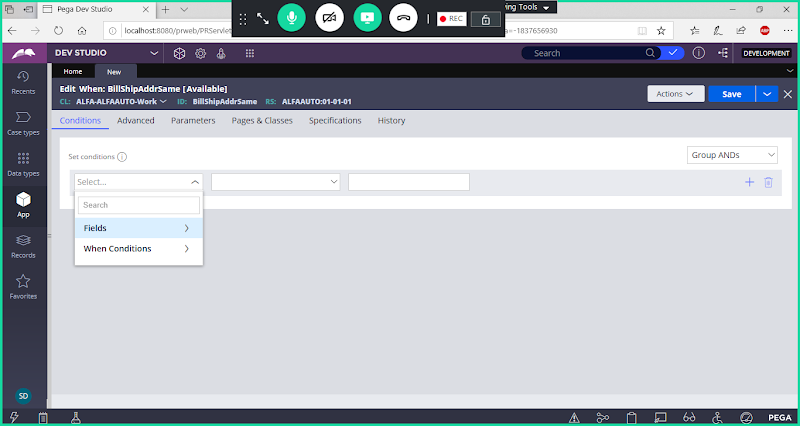 Pega Dev Studio
ving Tools
REC
localhost:8080/prweb/PRServlet
a=-1837656930
ABP
DEV STUDIO
Search
DEVELOPMENT
Home
New
Recents
Case types
Data types
App
Records
Favorites
SD
Edit When: BillShipAddrSame [Available]
CL: ALFA-ALFAAUTO-Work ID: BillShipAddrSame RS: ALFAAUTO:01-01-01
Actions
Save
Conditions Advanced Parameters Pages & Classes Specifications History
Set conditions
Group ANDs
Select...
Search
Fields
When Conditions
PEGA